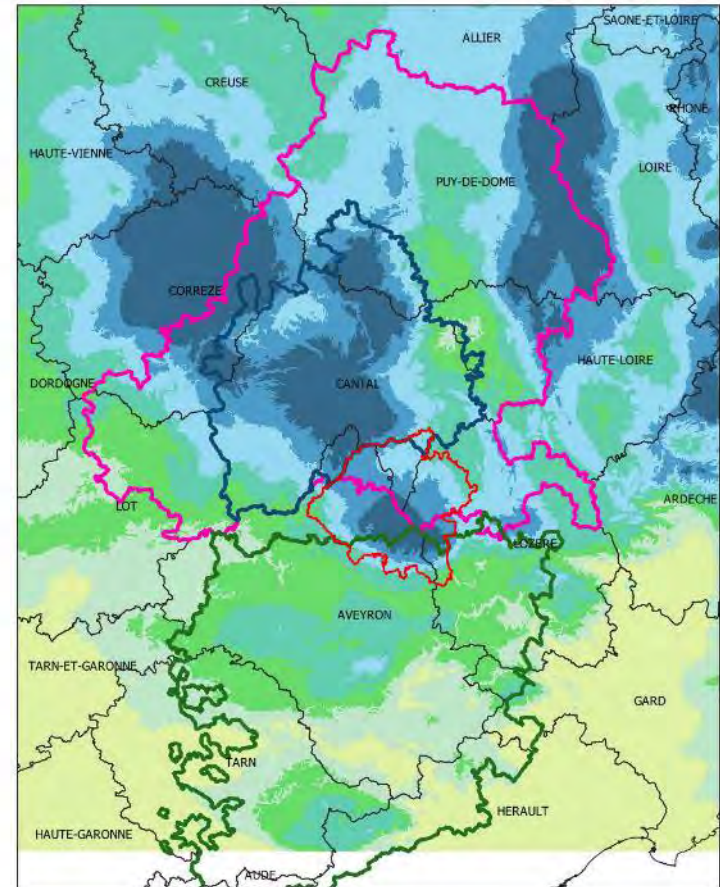 SAONE-ET-LOIRE
ALLIER
CREUSE
RHONE
HAUTE-VIENNE
LOIRE
PUY-DE-DOME
CORREZE
HAUTE-LOIRE
DORDOGNE
CANTAL
ARDECHE
LOT
LOZERE
AVEYRON
TARN-ET-GARONNE
GARD
TARN
HERAULT
HAUTE-GARONNE
AUDE